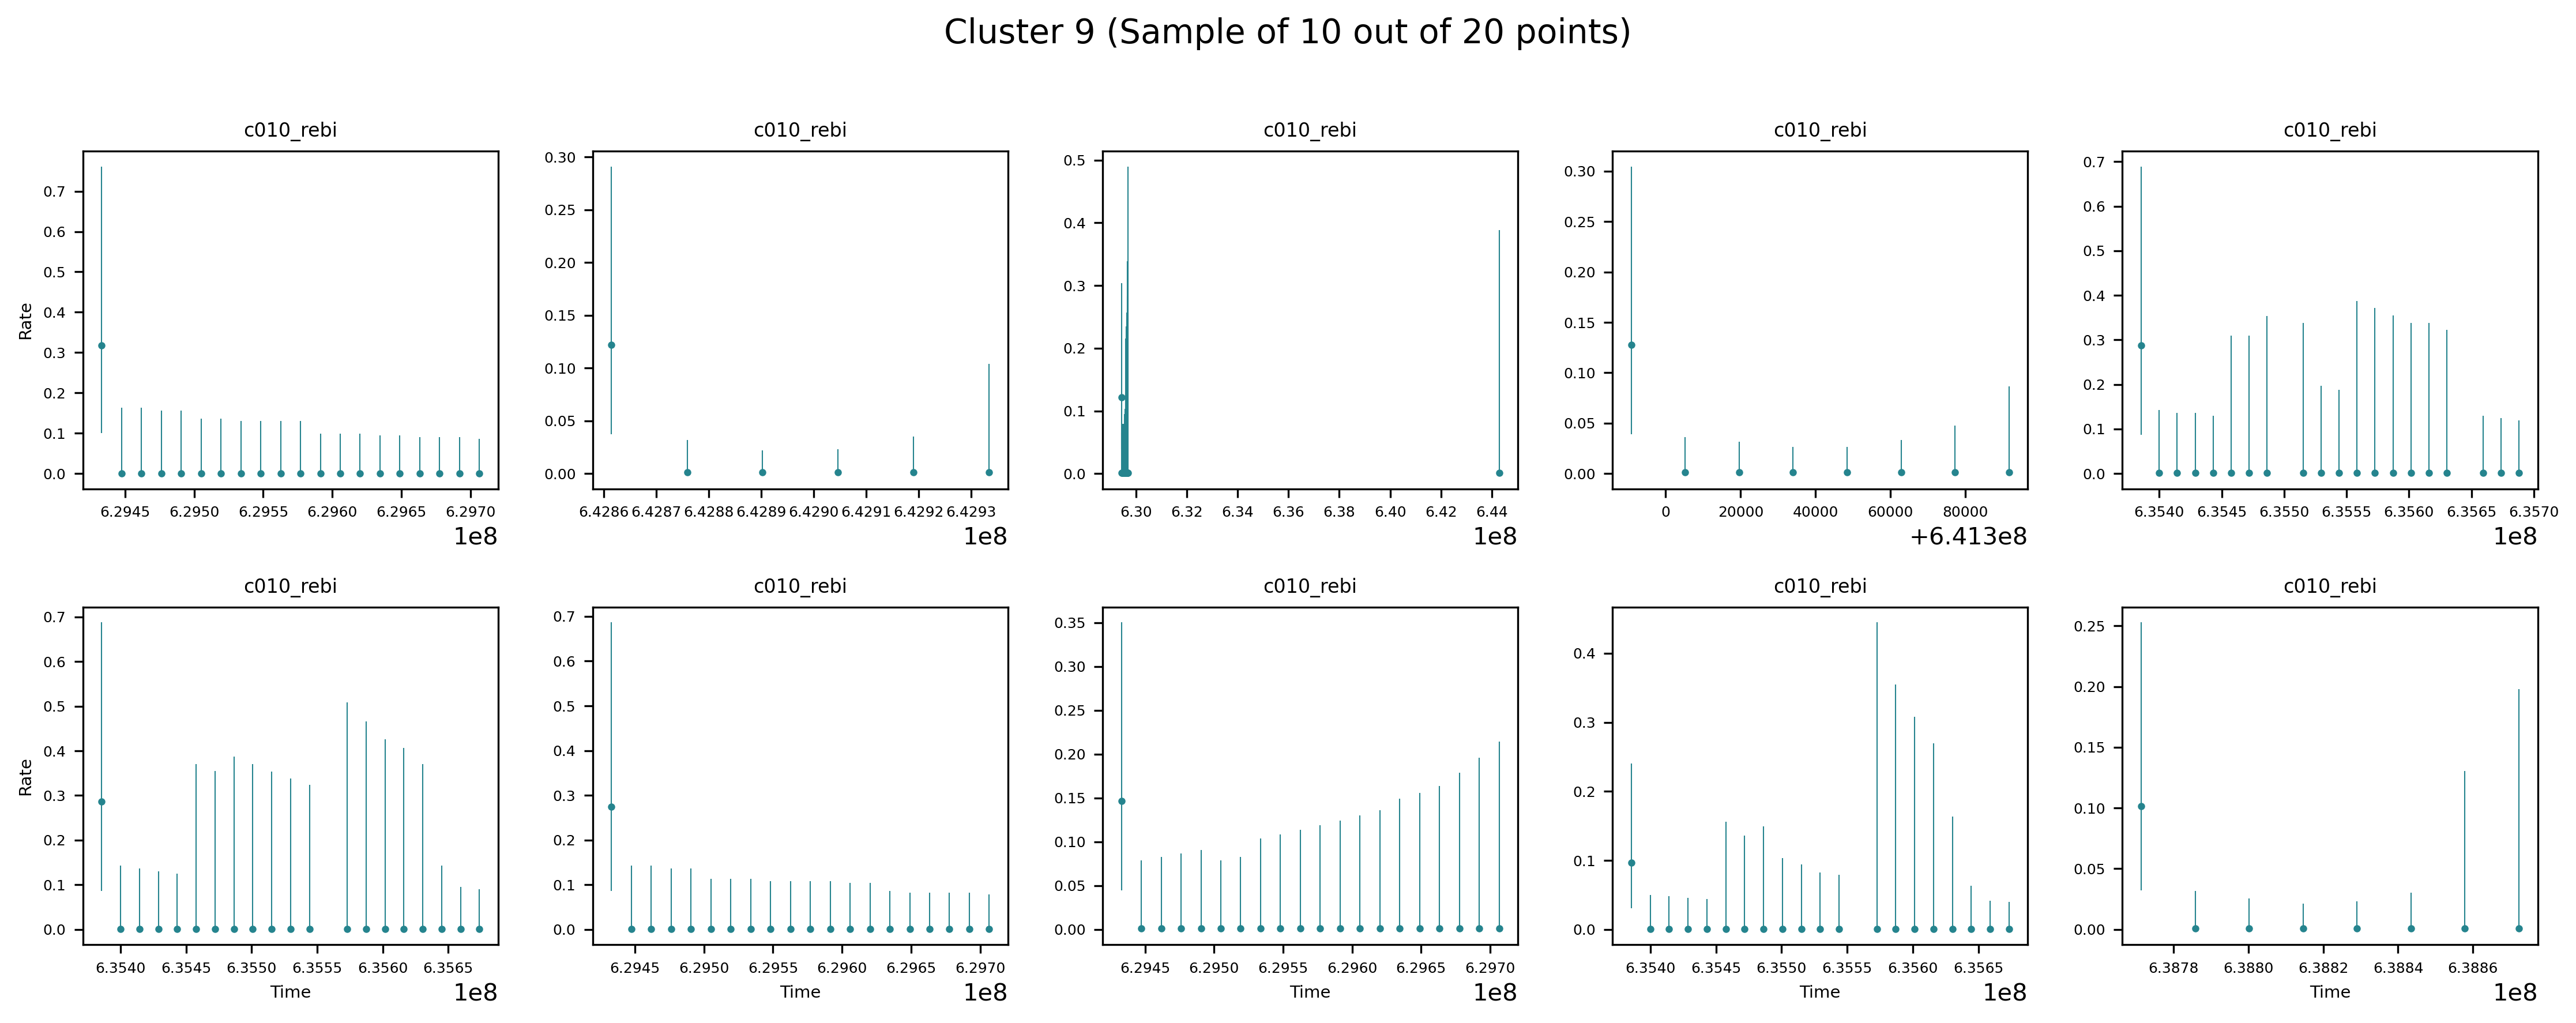 Cluster 9 (Sample of 10 out of 20 points)
c010_rebi c010_rebi c010_rebi c010_rebi c010_rebi
Rate
0.7 0.6 0.5 0.4 0.3 0.2 0.1 0.0
6.2945 6.2950 6.2955 6.2960 6.2965 6.2970
1e8
0.30 0.25 0.20 0.15 0.10 0.05 0.00
6.4286 6.4287 6.4288 6.4289 6.4290 6.4291 6.4292 6.4293
1e8
0.5 0.4 0.3 0.2 0.1 0.0
6.30 6.32 6.34 6.36 6.38 6.40 6.42 6.44
1e8
0.30 0.25 0.20 0.15 0.10 0.05 0.00
0 20000 40000 60000 80000
+6.413e8
0.7 0.6 0.5 0.4 0.3 0.2 0.1 0.0
6.3540 6.3545 6.3550 6.3555 6.3560 6.3565 6.3570
1e8
c010_rebi c010_rebi c010_rebi c010_rebi c010_rebi
Rate
0.7 0.6 0.5 0.4 0.3 0.2 0.1 0.0
6.3540 6.3545 6.3550 6.3555 6.3560 6.3565
Time 1e8
0.7 0.6 0.5 0.4 0.3 0.2 0.1 0.0
6.2945 6.2950 6.2955 6.2960 6.2965 6.2970
Time 1e8
0.35 0.30 0.25 0.20 0.15 0.10 0.05 0.00
6.2945 6.2950 6.2955 6.2960 6.2965 6.2970
Time 1e8
0.4 0.3 0.2 0.1 0.0
6.3540 6.3545 6.3550 6.3555 6.3560 6.3565
Time 1e8
0.25 0.20 0.15 0.10 0.05 0.00
6.3878 6.3880 6.3882 6.3884 6.3886
Time 1e8